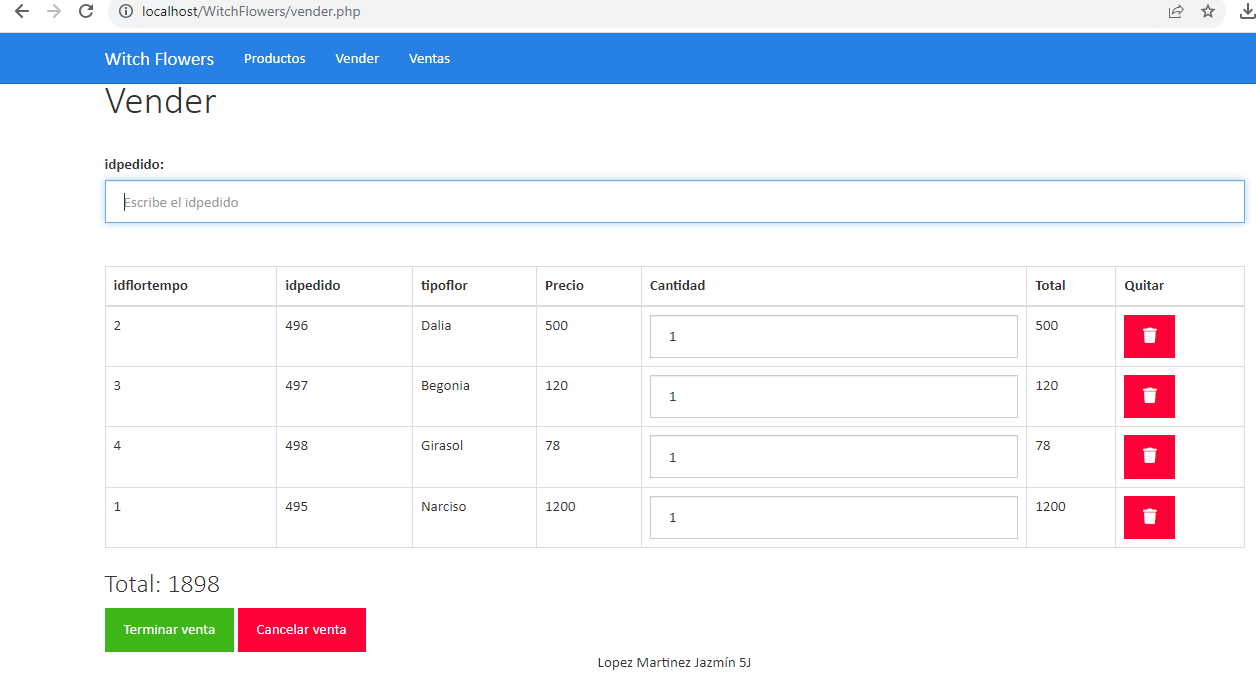 localhost/WitchFlowers/vender.php
Witch Flowers Productos Vender Ventas
Vender
idpedido:
Escribe el idpedido
idflortempo idpedido tipoflor Precio Cantidad Total Quitar
2 496 Dalia 500 1 500
3 497 Begonia 120 1 120
4 498 Girasol 78 1 78
1 495 Narciso 1200 1 1200
Total: 1898
Terminar venta Cancelar venta
Lopez Martinez Jazmín 5J